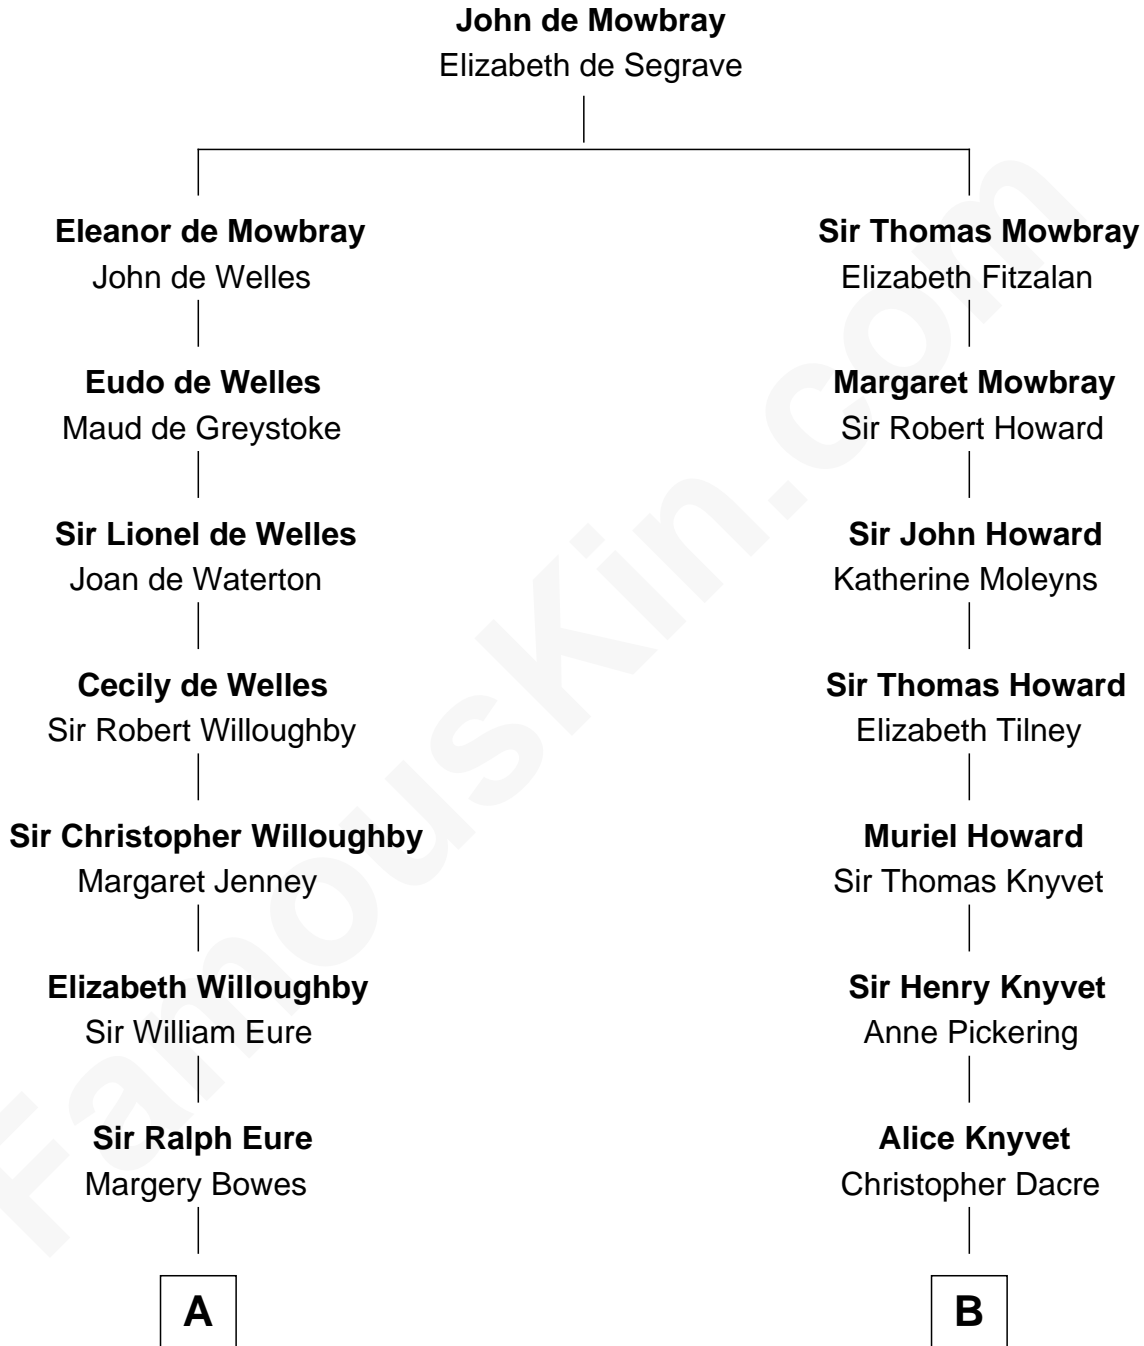 John de Mowbray
Elizabeth de Segrave
Eleanor de Mowbray
John de Welles
Sir Thomas Mowbray
Elizabeth Fitzalan
Eudo de Welles
Maud de Greystoke
Margaret Mowbray
Sir Robert Howard
Sir Lionel de Welles
Joan de Waterton
Sir John Howard
Katherine Moleyns
Cecily de Welles
Sir Robert Willoughby
Sir Thomas Howard
Elizabeth Tilney
Sir Christopher Willoughby
Margaret Jenney
Muriel Howard
Sir Thomas Knyvet
Elizabeth Willoughby
Sir William Eure
Sir Henry Knyvet
Anne Pickering
Sir Ralph Eure
Margery Bowes
Alice Knyvet
Christopher Dacre
A
B
FamousKin.com